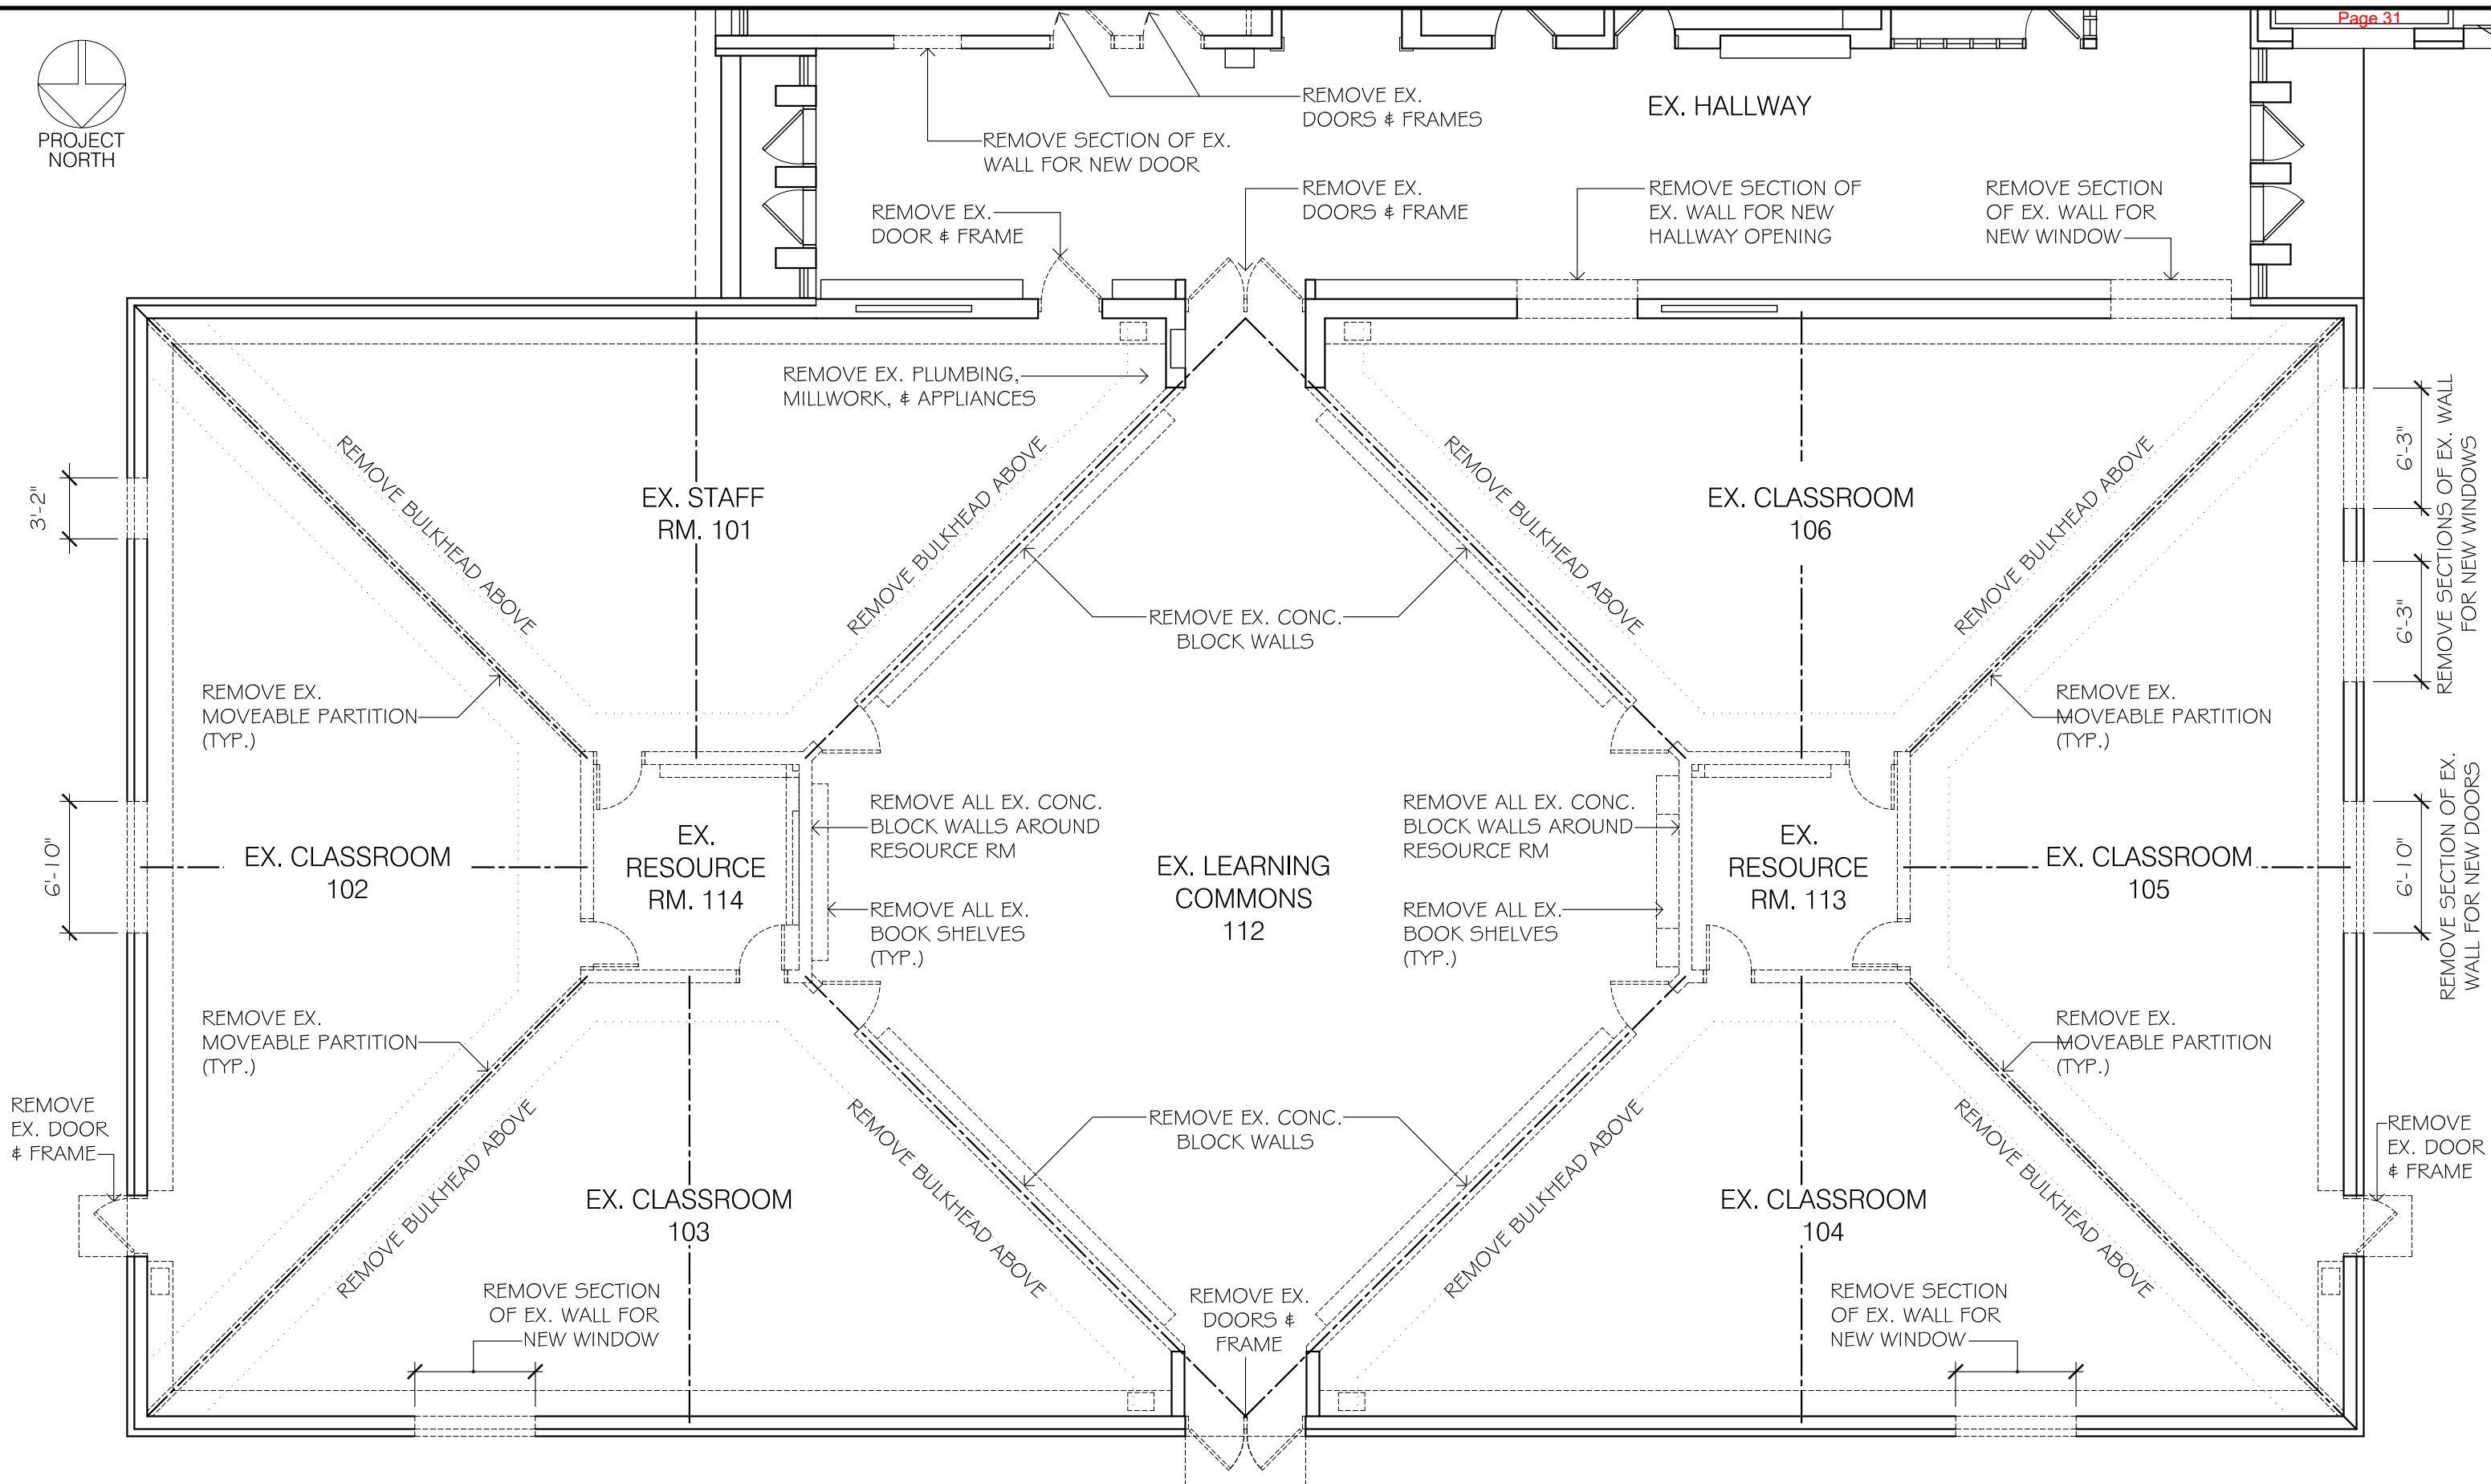 Page 31
PROJECT
NORTH
REMOVE EX.
DOORS & FRAMES
EX. HALLWAY
REMOVE SECTION OF EX.
WALL FOR NEW DOOR
REMOVE EX.
DOOR & FRAME
REMOVE EX.
DOORS & FRAME
REMOVE SECTION OF
EX. WALL FOR NEW
HALLWAY OPENING
REMOVE SECTION
OF EX. WALL FOR
NEW WINDOW
REMOVE EX. PLUMBING,
MILLWORK, & APPLIANCES
REMOVE BULKHEAD ABOVE
EX. STAFF
RM. 101
REMOVE BULKHEAD ABOVE
REMOVE BULKHEAD ABOVE
EX. CLASSROOM
106
REMOVE BULKHEAD ABOVE
3'-2"
6'-3"
6'-3"
REMOVE SECTIONS OF EX. WALL
FOR NEW WINDOWS
REMOVE EX. CONC.
BLOCK WALLS
REMOVE EX.
MOVEABLE PARTITION
(TYP.)
REMOVE EX.
MOVEABLE PARTITION
(TYP.)
6'-10"
EX. CLASSROOM
102
EX.
RESOURCE
RM. 114
REMOVE ALL EX. CONC.
BLOCK WALLS AROUND
RESOURCE RM
REMOVE ALL EX.
BOOK SHELVES
(TYP.)
EX. LEARNING
COMMONS
112
REMOVE ALL EX. CONC.
BLOCK WALLS AROUND
RESOURCE RM
REMOVE ALL EX.
BOOK SHELVES
(TYP.)
EX.
RESOURCE
RM. 113
EX. CLASSROOM
105
6'-10"
REMOVE SECTION OF EX.
WALL FOR NEW DOORS
REMOVE EX.
MOVEABLE PARTITION
(TYP.)
REMOVE EX.
MOVEABLE PARTITION
(TYP.)
REMOVE
EX. DOOR
& FRAME
REMOVE BULKHEAD ABOVE
EX. CLASSROOM
103
REMOVE BULKHEAD ABOVE
REMOVE EX. CONC.
BLOCK WALLS
REMOVE BULKHEAD ABOVE
EX. CLASSROOM
104
REMOVE BULKHEAD ABOVE
REMOVE
EX. DOOR
& FRAME
REMOVE SECTION
OF EX. WALL FOR
NEW WINDOW
REMOVE EX.
DOORS &
FRAME
REMOVE SECTION
OF EX. WALL FOR
NEW WINDOW